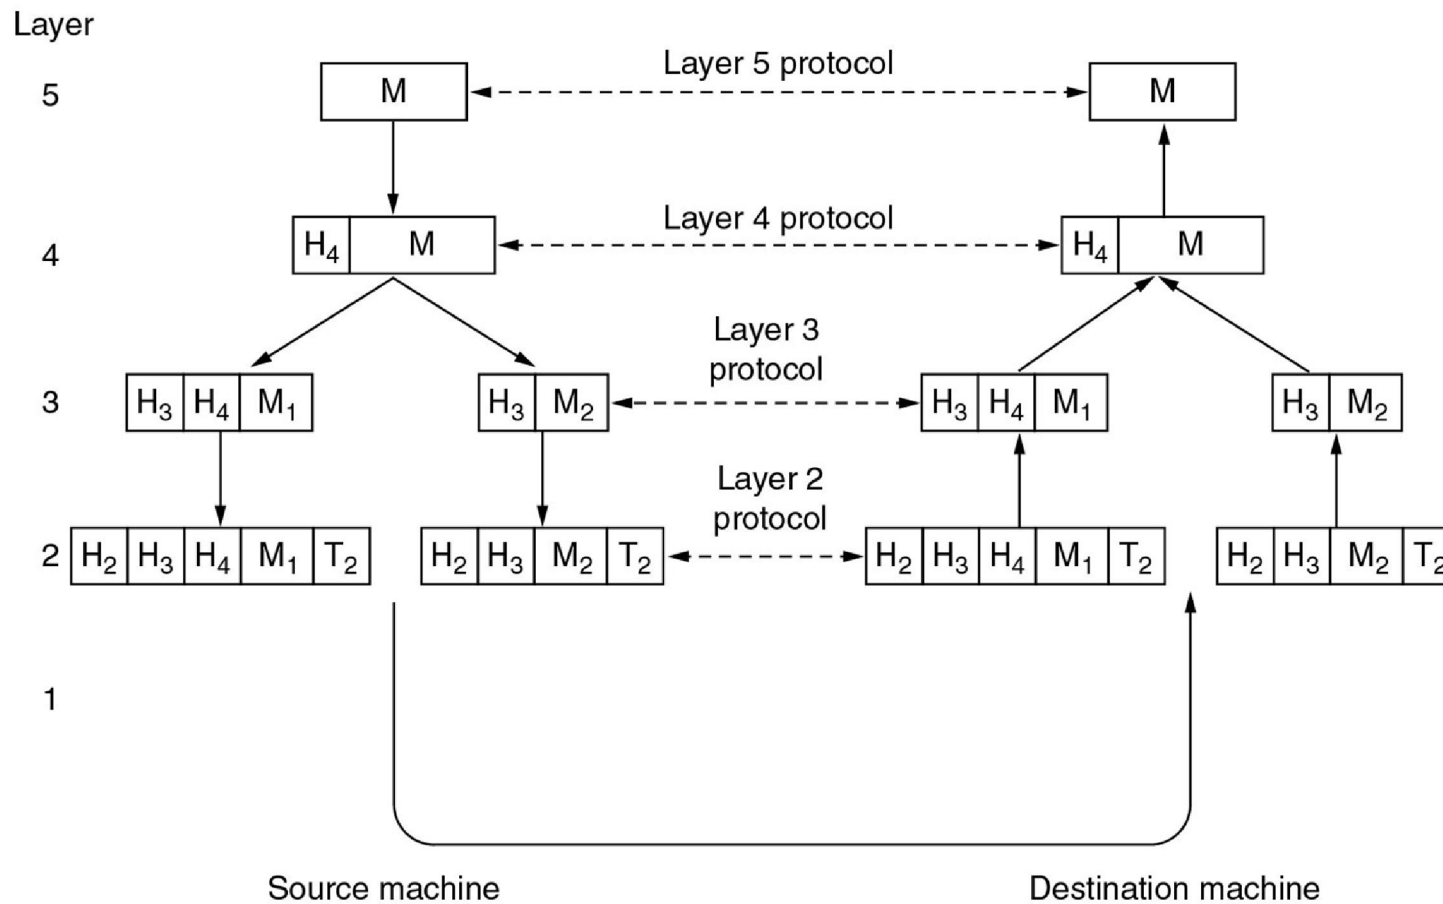 Layer
5 M Layer 5 protocol M
4 H₄ M Layer 4 protocol H₄ M
Layer 3
protocol
3 H₃ H₄ M₁ H₃ M₂ H₃ H₄ M₁ H₃ M₂
Layer 2
protocol
2 H₂ H₃ H₄ M₁ T₂ H₂ H₃ M₂ T₂ H₂ H₃ H₄ M₁ T₂ H₂ H₃ M₂ T₂
1
Source machine Destination machine